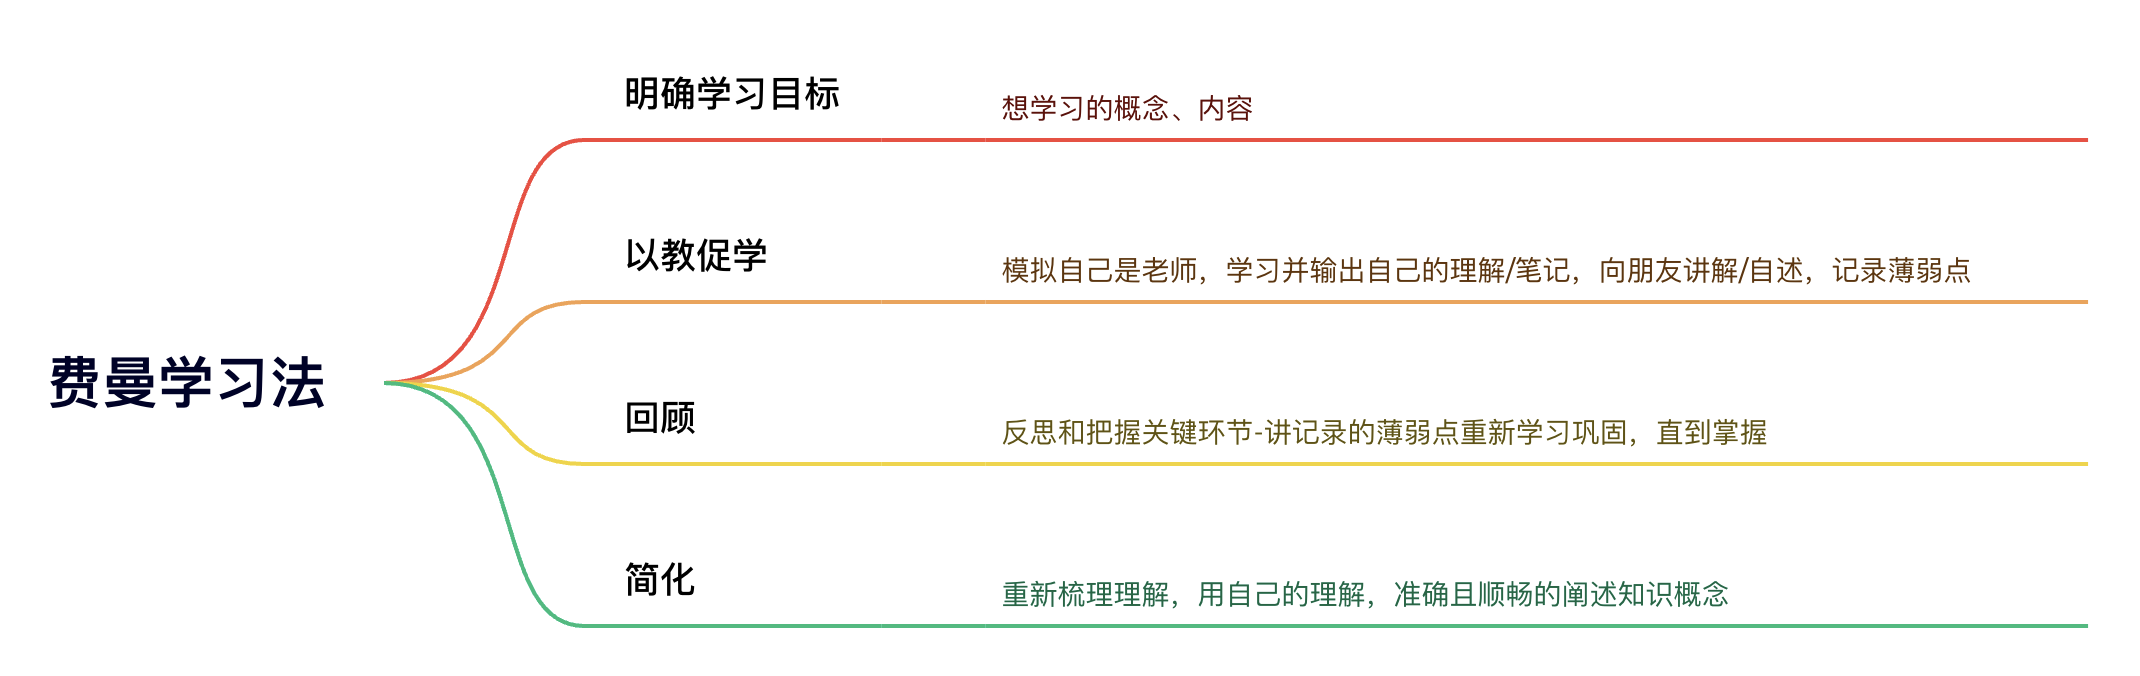 费曼学习法
明确学习目标
想学习的概念、内容
以教促学
模拟自己是老师，学习并输出自己的理解/笔记，向朋友讲解/自述，记录薄弱点
回顾
反思和把握关键环节-讲记录的薄弱点重新学习巩固，直到掌握
简化
重新梳理理解，用自己的理解，准确且顺畅的阐述知识概念